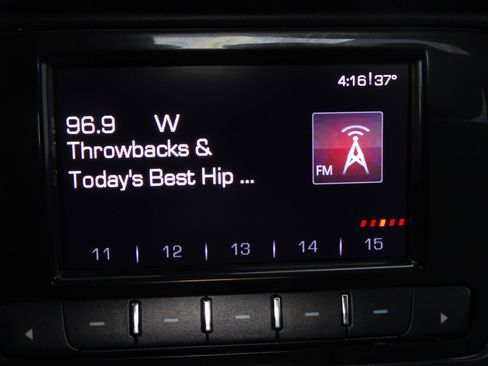 4:16 37°
96.9 W
Throwbacks &
Today's Best Hip ...
FM
11 12 13 14 15